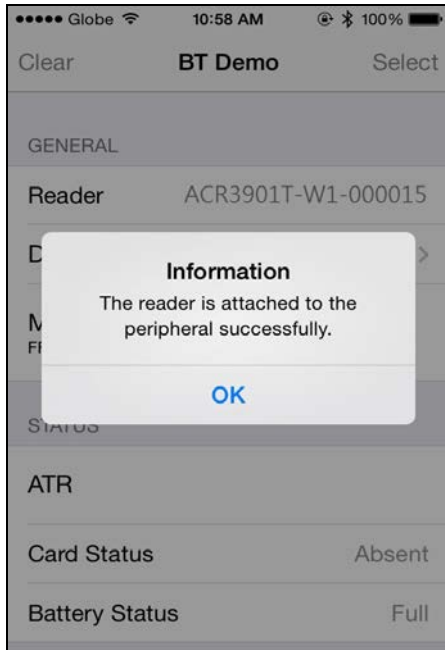 Globe 10:58 AM 100%
Clear BT Demo Select
GENERAL
Reader ACR3901T-W1-000015
D
Information
The reader is attached to the
peripheral successfully.
M
OK
STATUS
ATR
Card Status Absent
Battery Status Full